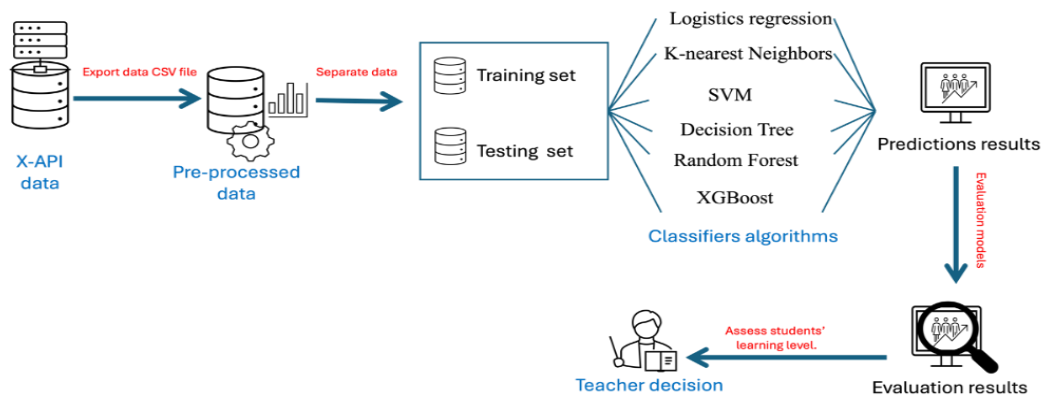 X-API
data
Export data CSV file
Pre-processed
data
Separate data
Training set
Testing set
Logistics regression
K-nearest Neighbors
SVM
Decision Tree
Random Forest
XGBoost
Classifiers algorithms
Predictions results
Evaluation models
Evaluation results
Assess students'
learning level.
Teacher decision